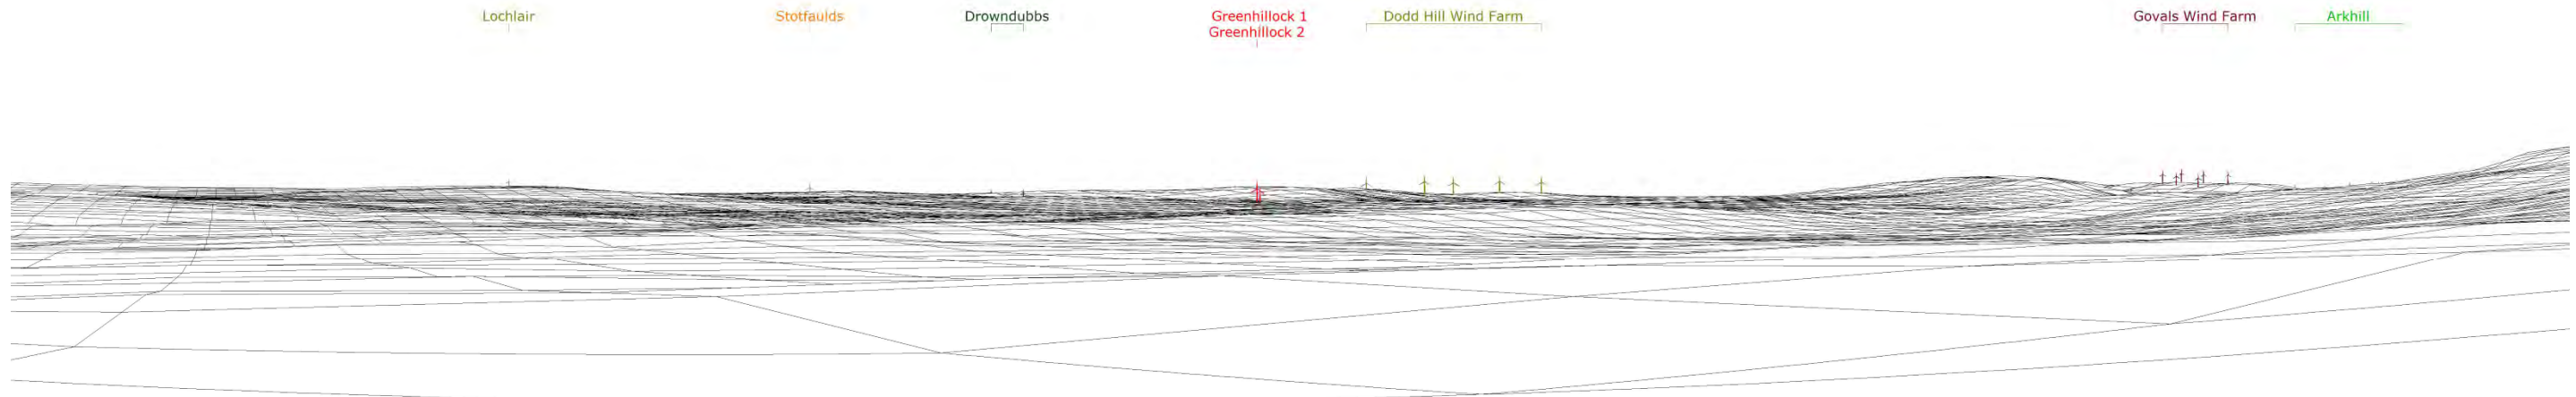 Lochlair
Stotfaulds
Drowndubbs
Greenhillock 1
Greenhillock 2
Dodd Hill Wind Farm
Govals Wind Farm
Arkhill